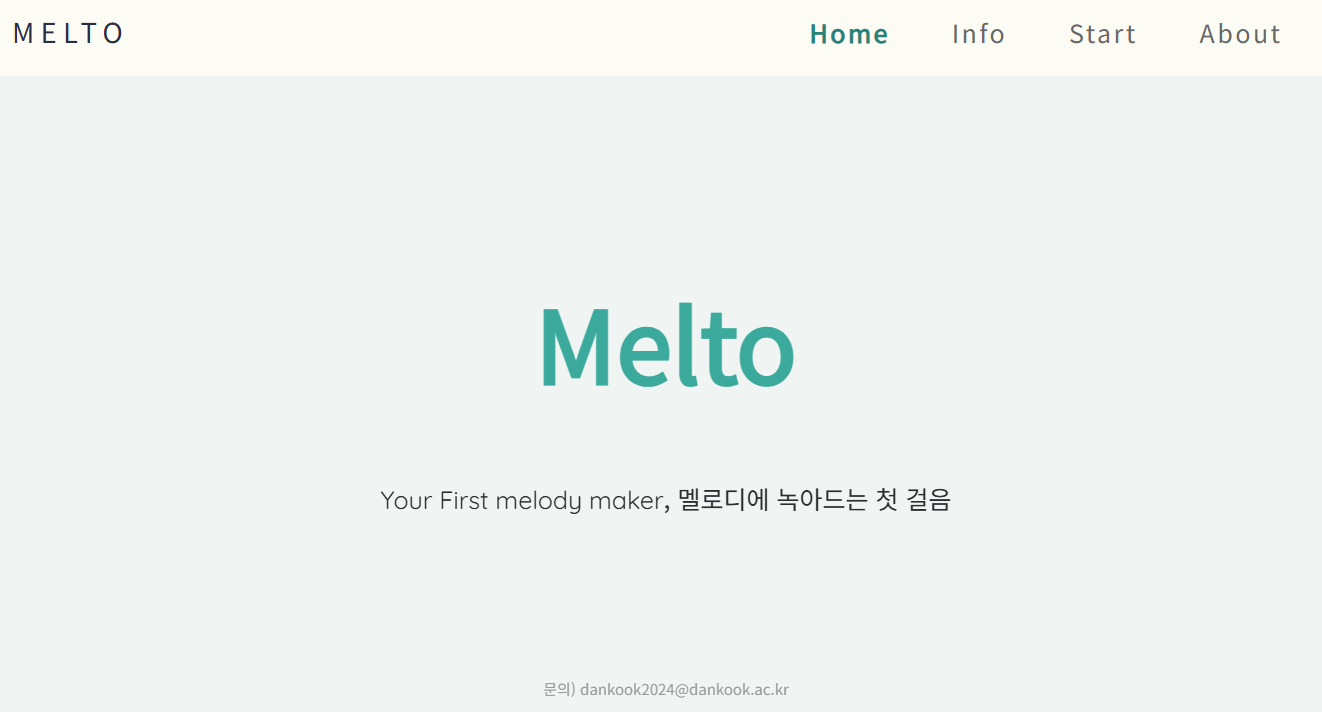 MELTO Home Info Start About
Melto
Your First melody maker, 멜로디에 녹아드는 첫 걸음
문의) dankook2024@dankook.ac.kr